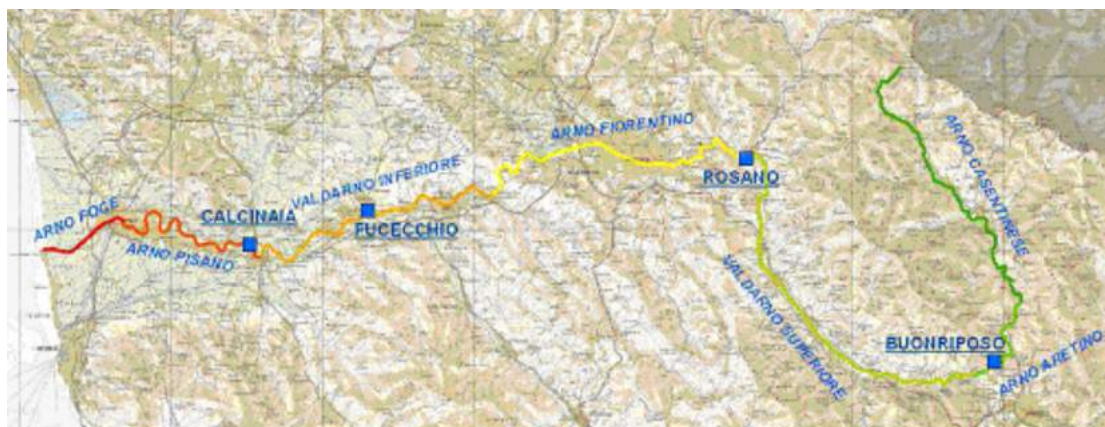 ARNO FOCE
CALCINAIA
ARNO PISANO
VALDARNO INFERIORE
FUCECCHIO
ARNO FIORENTINO
ROSANO
ARNO CASENTINESE
VALDARNO SUPERIORE
BUONRIPOSO
ARNO ARETINO